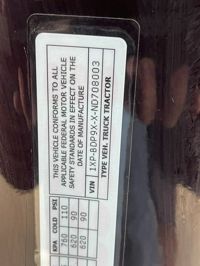 THIS VEHICLE CONFORMS TO ALL
APPLICABLE FEDERAL MOTOR VEHICLE
SAFETY STANDARDS IN EFFECT ON THE
DATE OF MANUFACTURE
VIN 1XP-BDP9X-X-ND708003
TYPE VEH. TRUCK TRACTOR
KPA COLD PSI
760 110
620 90
620 90